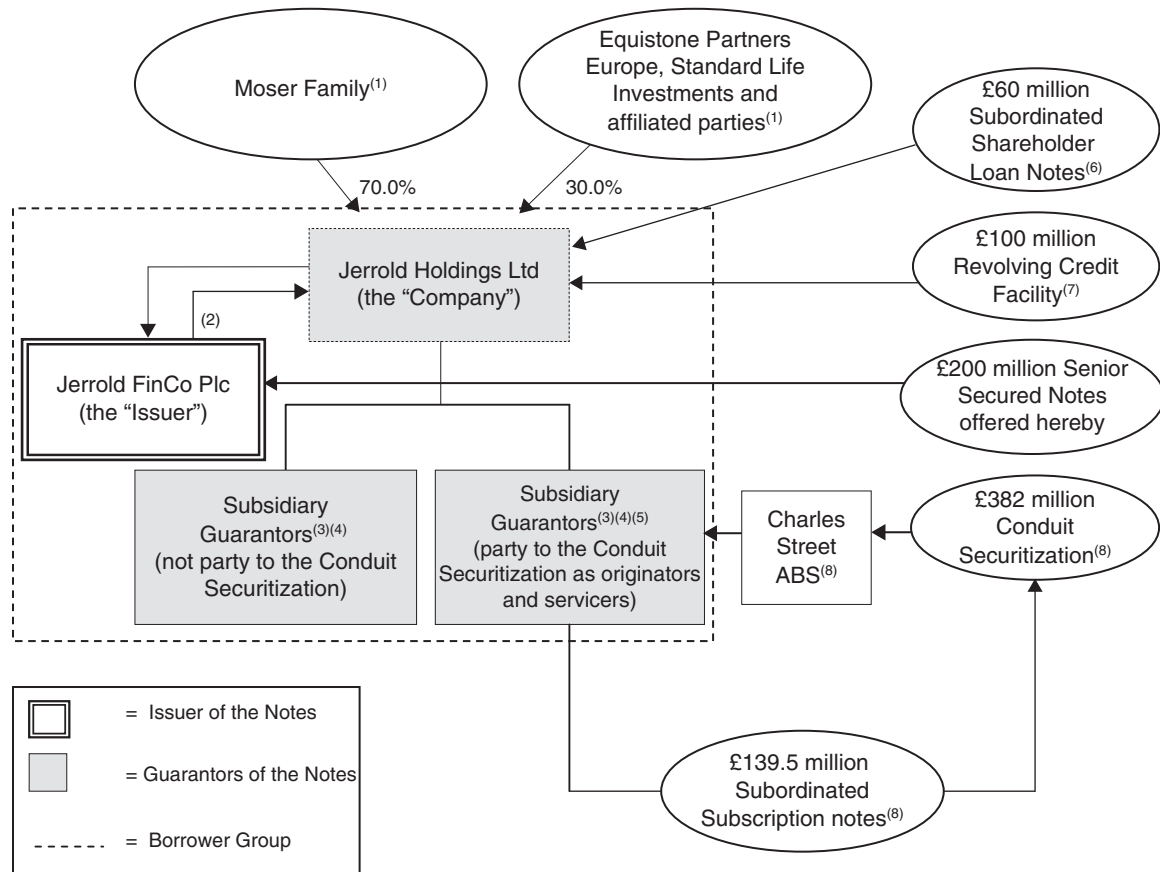 Moser Family(1)
Equistone Partners
Europe, Standard Life
Investments and
affiliated parties(1)
£60 million
Subordinated
Shareholder
Loan Notes(6)
70.0%
30.0%
Jerrold Holdings Ltd
(the “Company”)
£100 million
Revolving Credit
Facility(7)
(2)
Jerrold FinCo Plc
(the “Issuer”)
£200 million Senior
Secured Notes
offered hereby
Subsidiary
Guarantors(3)(4)
(not party to the Conduit
Securitization)
Subsidiary
Guarantors(3)(4)(5)
(party to the Conduit
Securitization as originators
and servicers)
Charles
Street
ABS(8)
£382 million
Conduit
Securitization(8)
= Issuer of the Notes
= Guarantors of the Notes
= Borrower Group
£139.5 million
Subordinated
Subscription notes(8)